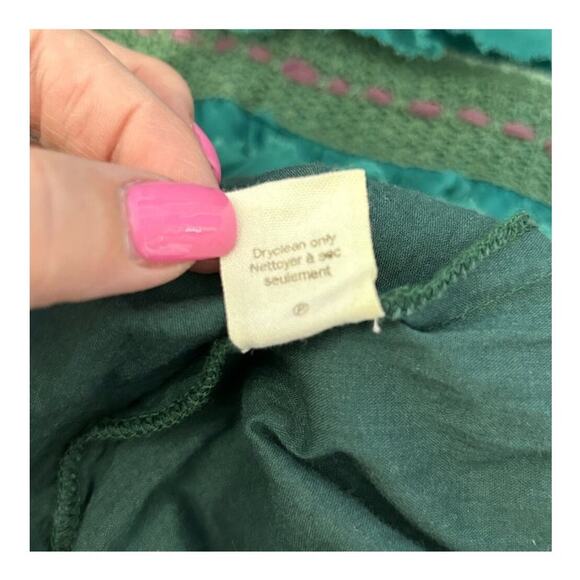 Dryclean only
Nettoyer à sec
seulement
Ⓟ